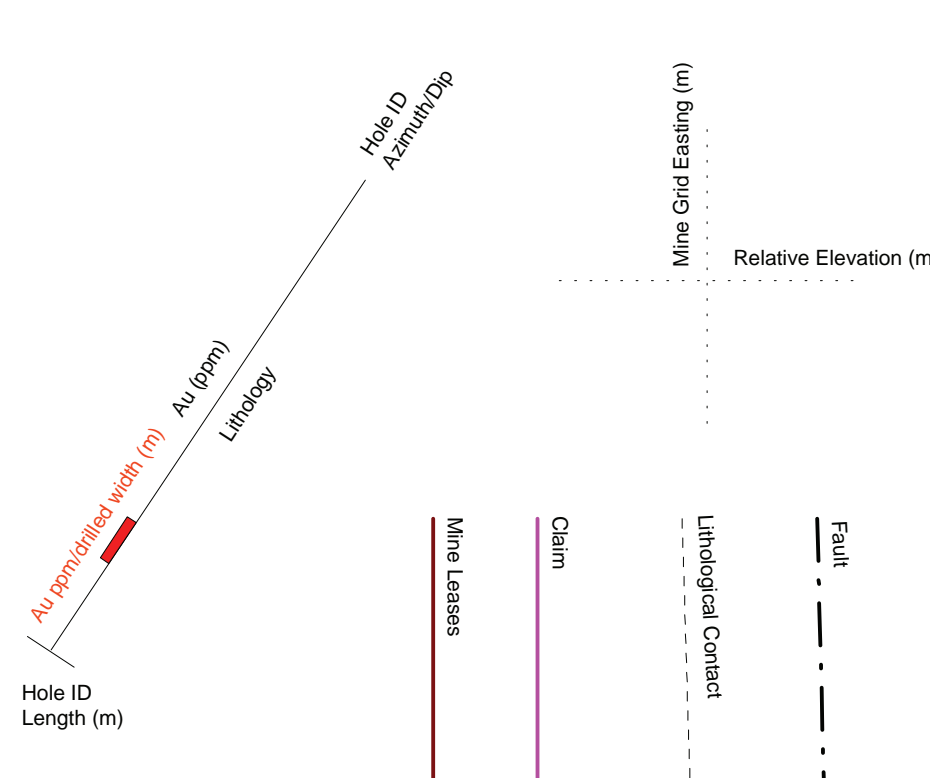 Hole ID
Azimuth/Dip
Mine Grid Easting (m)
Relative Elevation (m
Au (ppm)
Lithology
Au ppm/drilled width (m)
Mine Leases
Claim
Lithological Contact
Fault
Hole ID
Length (m)